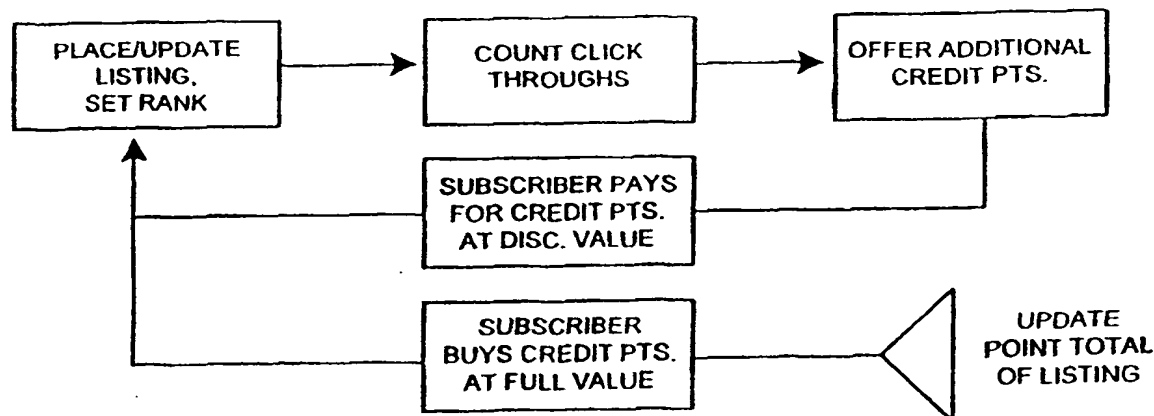 PLACE/UPDATE
LISTING,
SET RANK
COUNT CLICK
THROUGHS
OFFER ADDITIONAL
CREDIT PTS.
SUBSCRIBER PAYS
FOR CREDIT PTS.
AT DISC. VALUE
SUBSCRIBER
BUYS CREDIT PTS.
AT FULL VALUE
UPDATE
POINT TOTAL
OF LISTING